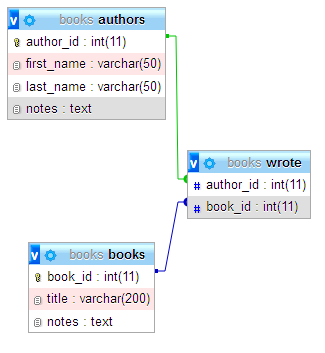 v books authors
author_id : int(11)
first_name : varchar(50)
last_name : varchar(50)
notes : text
v books wrote
# author_id : int(11)
# book_id : int(11)
v books books
book_id : int(11)
title : varchar(200)
notes : text